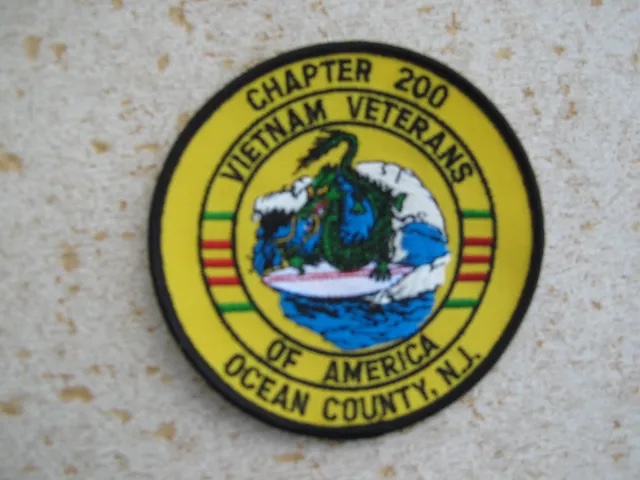 CHAPTER 200
VIETNAM VETERANS
OF AMERICA
OCEAN COUNTY, N.J.